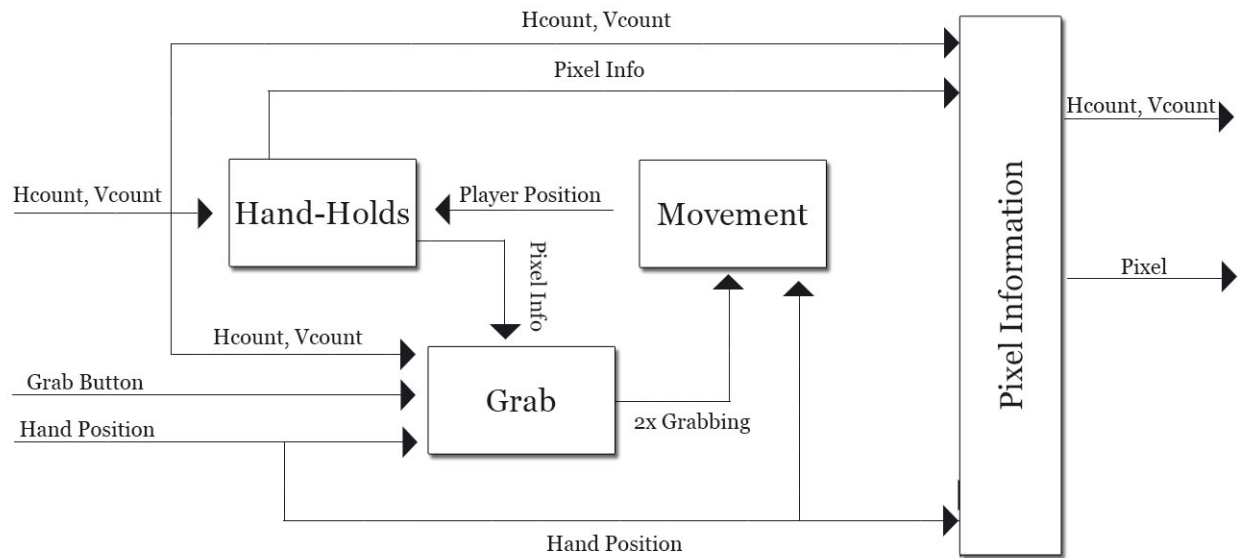 Hcount, Vcount
Pixel Info
Hcount, Vcount
Hcount, Vcount
Hand-Holds
Player Position
Movement
Pixel Information
Pixel Info
Pixel
Hcount, Vcount
Grab Button
Grab
Hand Position
2x Grabbing
Hand Position